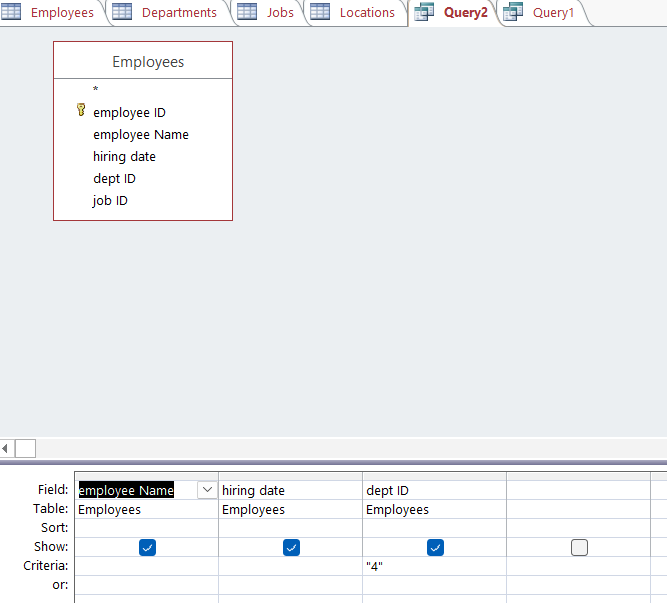 Employees Departments Jobs Locations Query2 Query1
Employees
*
employee ID
employee Name
hiring date
dept ID
job ID
Field: employee Name hiring date dept ID
Table: Employees Employees Employees
Sort:
Show:
Criteria: "4"
or: